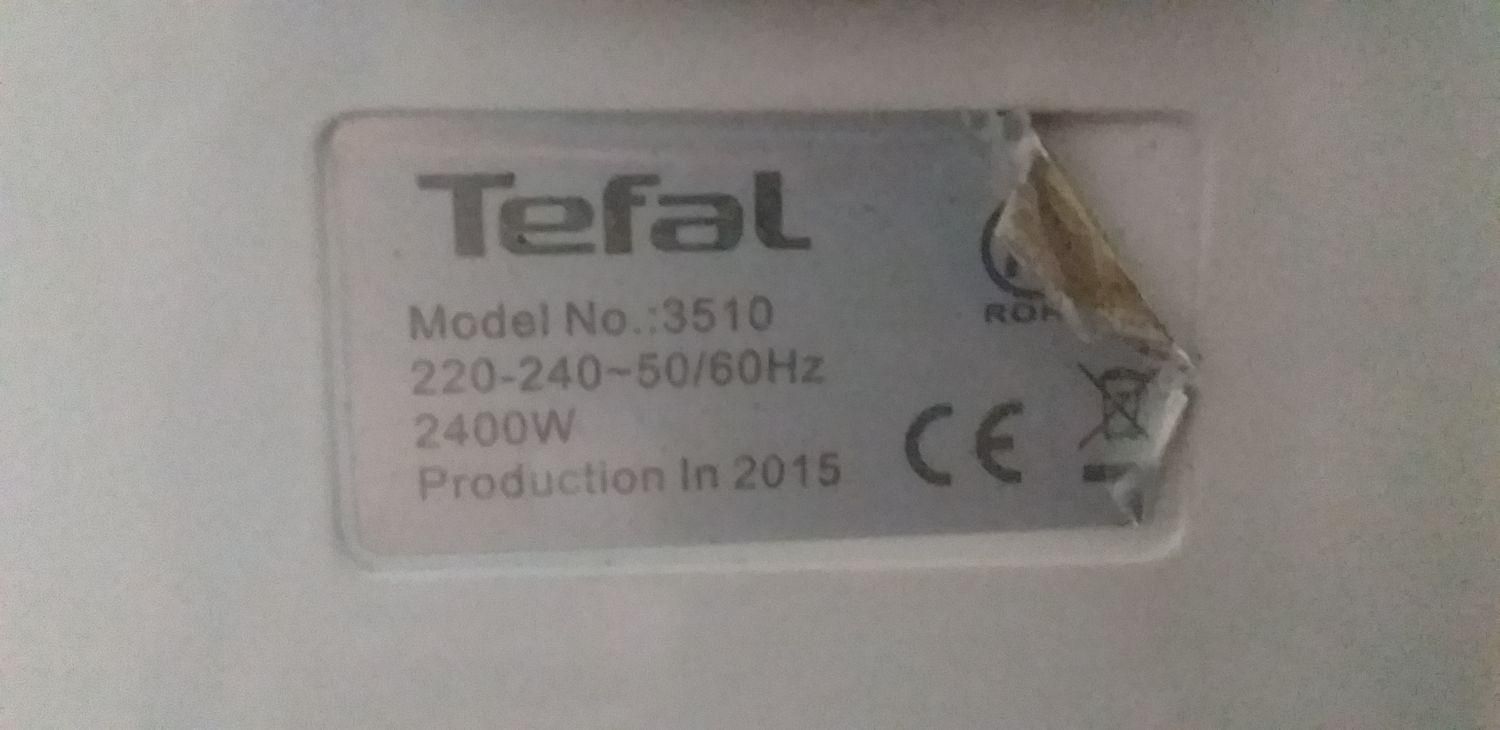 Tefal
Model No.:3510
220-240~50/60Hz
2400W
Production In 2015
CE